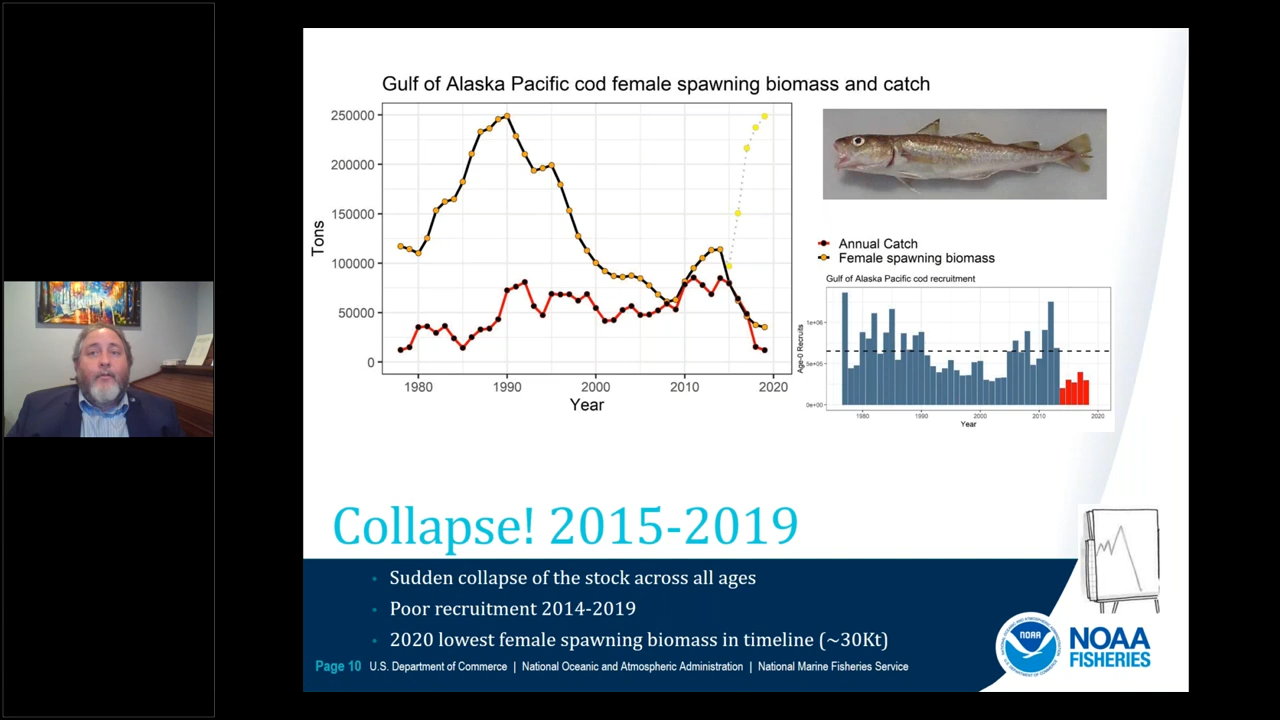 Gulf of Alaska Pacific cod female spawning biomass and catch
250000
200000
150000
100000
50000
0
Tons
1980
1990
2000
2010
2020
Year
Annual Catch
Female spawning biomass
Gulf of Alaska Pacific cod recruitment
1e+06
5e+05
0e+00
Age-0 Recruits
1980
1990
2000
2010
2020
Year
Collapse! 2015-2019
• Sudden collapse of the stock across all ages
• Poor recruitment 2014-2019
• 2020 lowest female spawning biomass in timeline (~30Kt)
Page 10 U.S. Department of Commerce | National Oceanic and Atmospheric Administration | National Marine Fisheries Service
NOAA
NOAA
FISHERIES